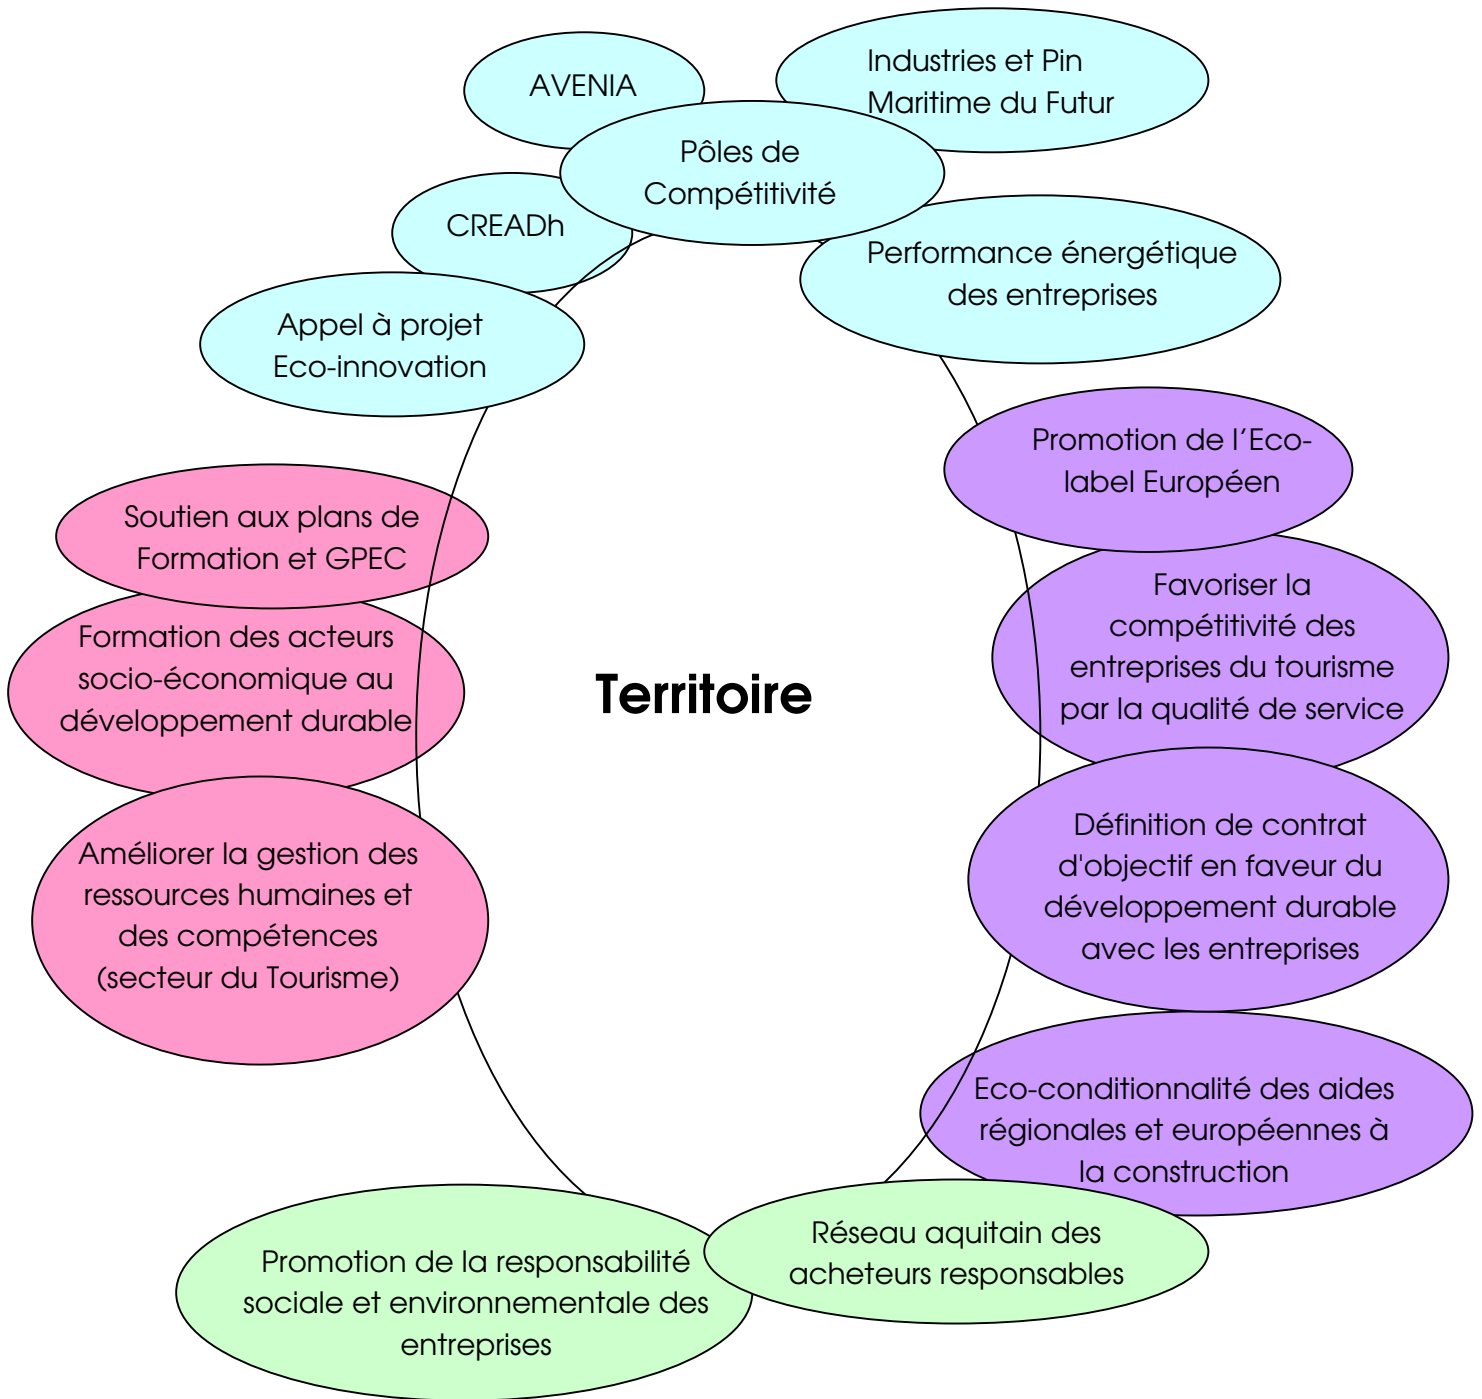 AVENIA
Industries et Pin
Maritime du Futur
Pôles de
Compétitivité
CREADh
Performance énergétique
des entreprises
Appel à projet
Eco-innovation
Promotion de l’Eco-
label Européen
Soutien aux plans de
Formation et GPEC
Favoriser la
compétitivité des
entreprises du tourisme
par la qualité de service
Formation des acteurs
socio-économique au
développement durable
Territoire
Définition de contrat
d'objectif en faveur du
développement durable
avec les entreprises
Améliorer la gestion des
ressources humaines et
des compétences
(secteur du Tourisme)
Eco-conditionnalité des aides
régionales et européennes à
la construction
Réseau aquitain des
acheteurs responsables
Promotion de la responsabilité
sociale et environnementale des
entreprises